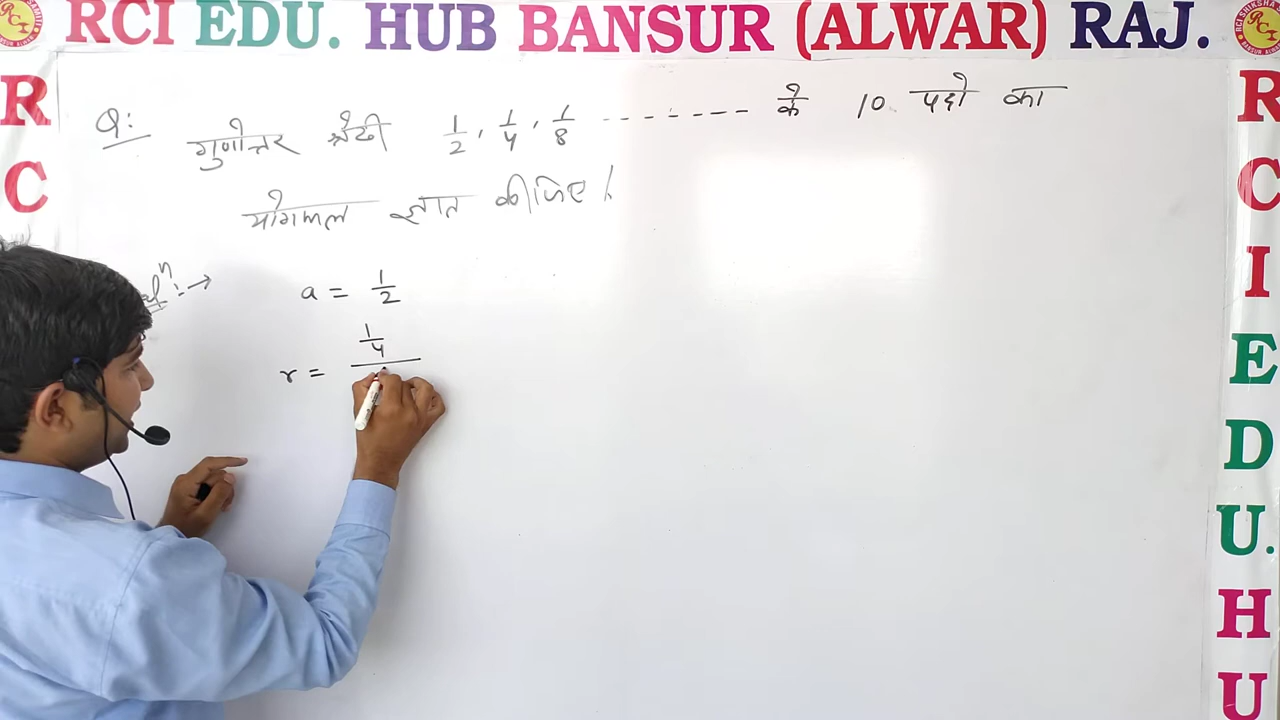 RCI EDU. HUB BANSUR (ALWAR) RAJ.
R
C
R
C
I
E
D
U.
H
U
Q: गुणोत्तर श्रेढी 1/2, 1/4, 1/8 ------- के 10 पदो का
योगफल ज्ञात कीजिए।
Solⁿ:→ a = 1/2
r = 1/4